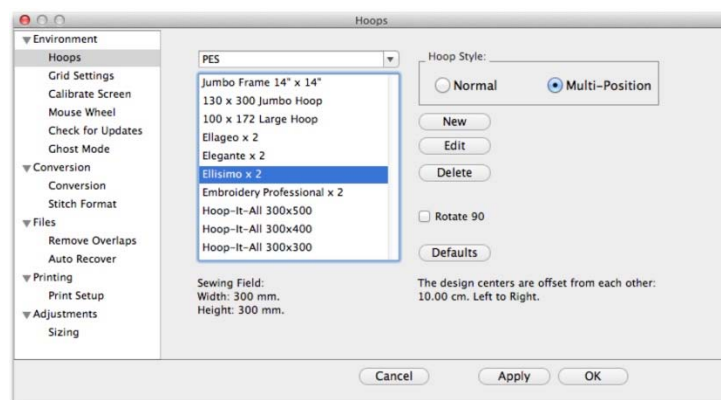 Hoops
Environment
Hoops
Grid Settings
Calibrate Screen
Mouse Wheel
Check for Updates
Ghost Mode
Conversion
Conversion
Stitch Format
Files
Remove Overlaps
Auto Recover
Printing
Print Setup
Adjustments
Sizing
PES
Jumbo Frame 14" x 14"
130 x 300 Jumbo Hoop
100 x 172 Large Hoop
Ellageo x 2
Elegante x 2
Ellisimo x 2
Embroidery Professional x 2
Hoop-It-All 300x500
Hoop-It-All 300x400
Hoop-It-All 300x300
Sewing Field:
Width: 300 mm.
Height: 300 mm.
Hoop Style:
Normal Multi-Position
New
Edit
Delete
Rotate 90
Defaults
The design centers are offset from each other:
10.00 cm. Left to Right.
Cancel Apply OK